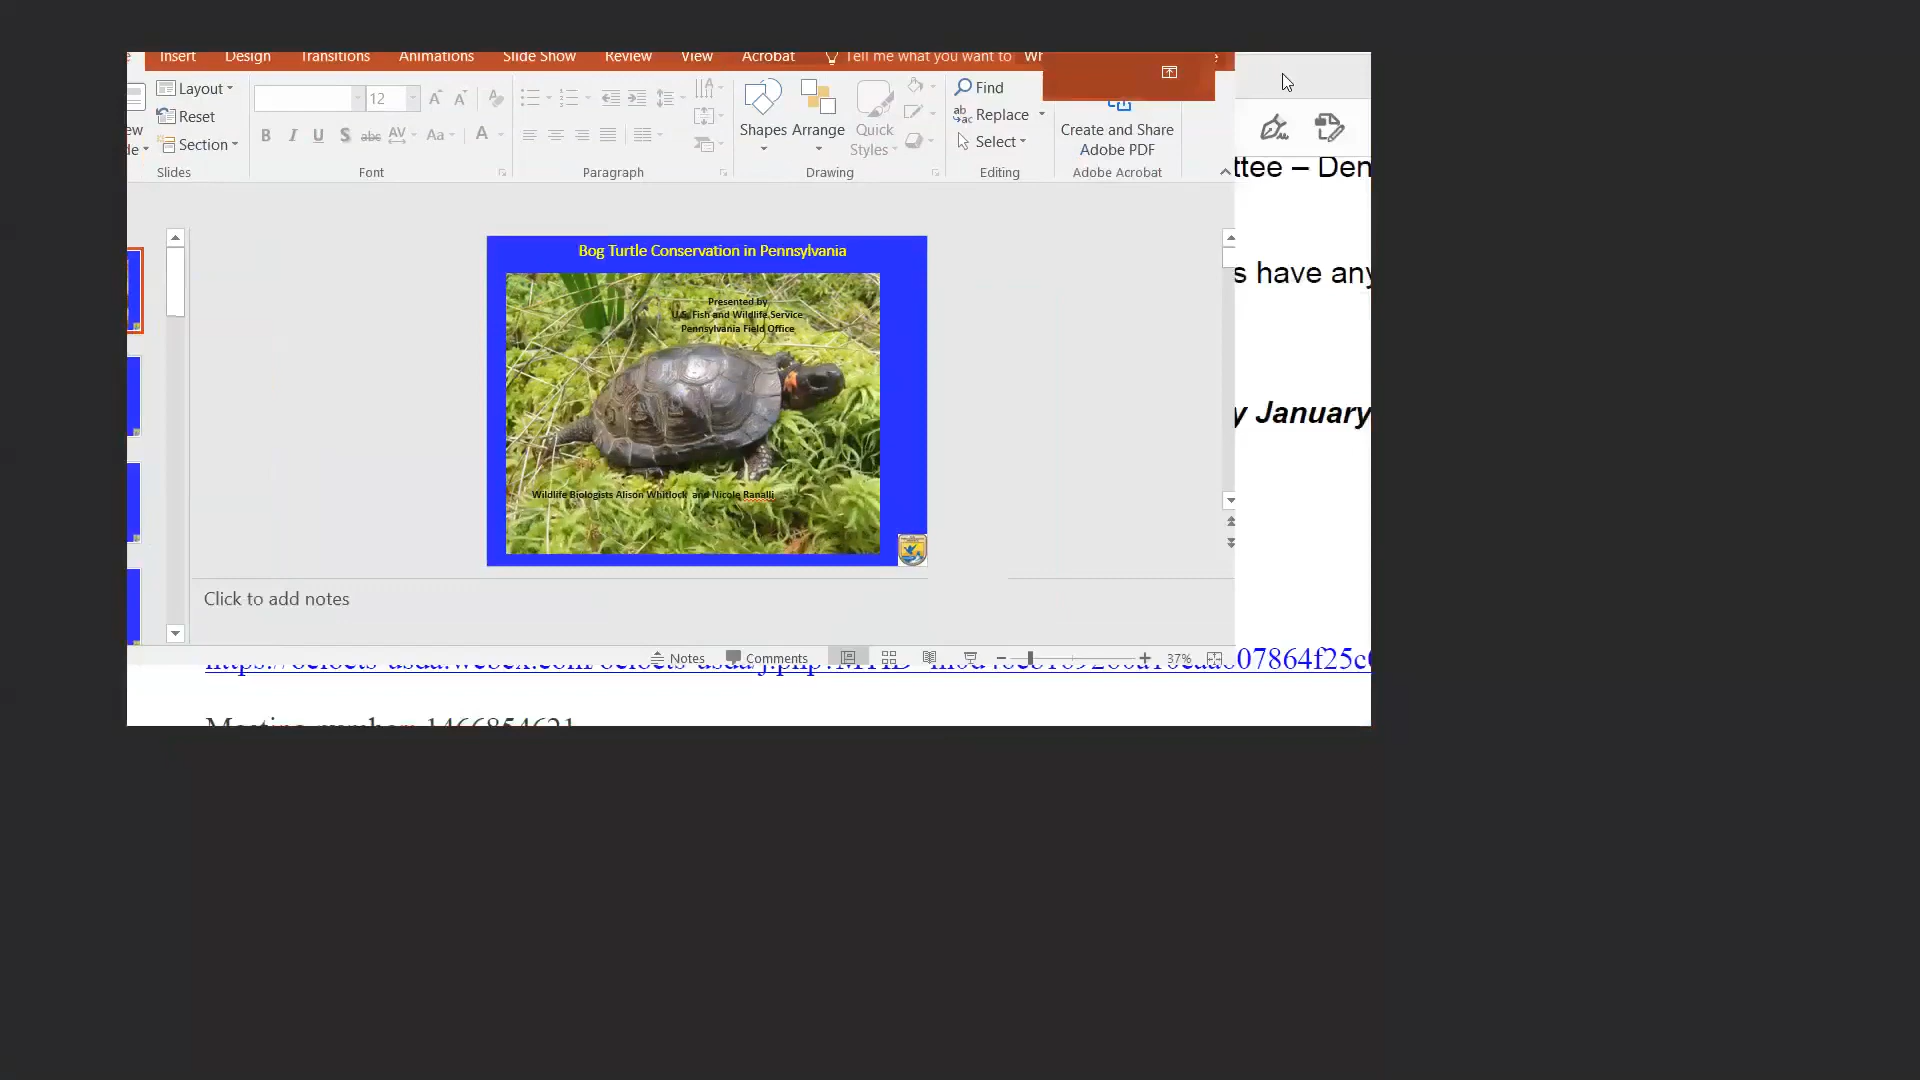 Insert Design Transitions Animations Slide Show Review View Acrobat Tell me what you want to
Layout
Reset
Section
12
Find
Replace
Select
Shapes Arrange Quick Styles
Create and Share Adobe PDF
Slides Font Paragraph Drawing Editing Adobe Acrobat
ttee – Den
s have any
y January
Bog Turtle Conservation in Pennsylvania
Presented by
U.S. Fish and Wildlife Service
Pennsylvania Field Office
Wildlife Biologists Alison Whitlock and Nicole Ranalli
Click to add notes
Notes Comments 37%
07864f25c
Meeting number: 1466854621